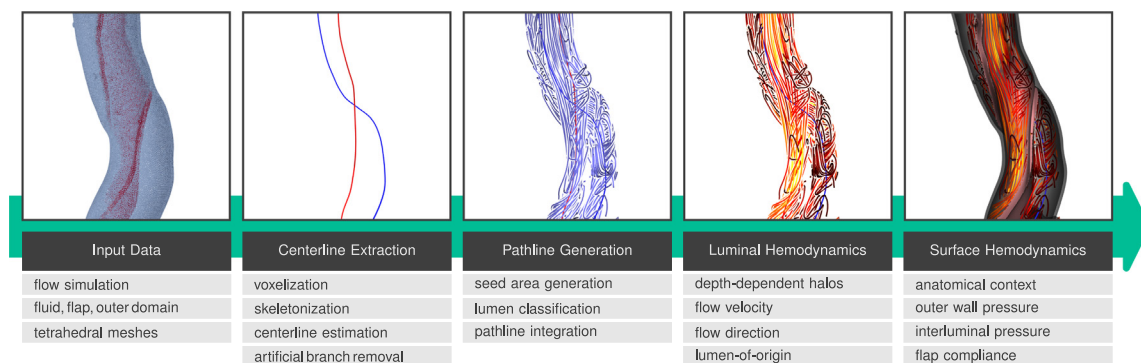 Input Data
flow simulation
fluid, flap, outer domain
tetrahedral meshes
Centerline Extraction
voxelization
skeletonization
centerline estimation
artificial branch removal
Pathline Generation
seed area generation
lumen classification
pathline integration
Luminal Hemodynamics
depth-dependent halos
flow velocity
flow direction
lumen-of-origin
Surface Hemodynamics
anatomical context
outer wall pressure
interluminal pressure
flap compliance